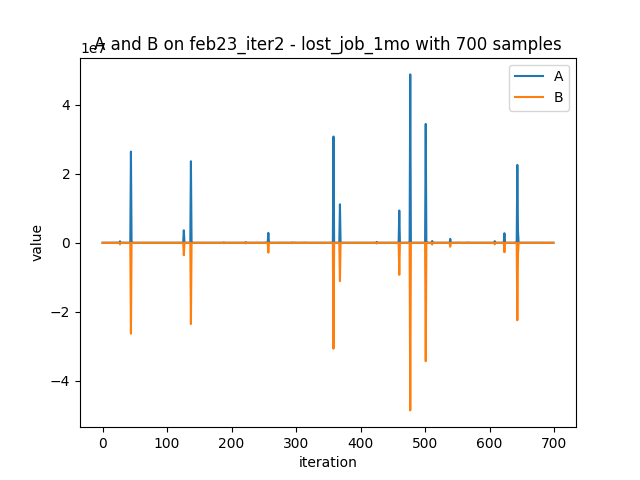 A and B on feb23_iter2 - lost_job_1mo with 700 samples
1e7
A
B
4
2
0
−2
−4
value
0
100
200
300
400
500
600
700
iteration